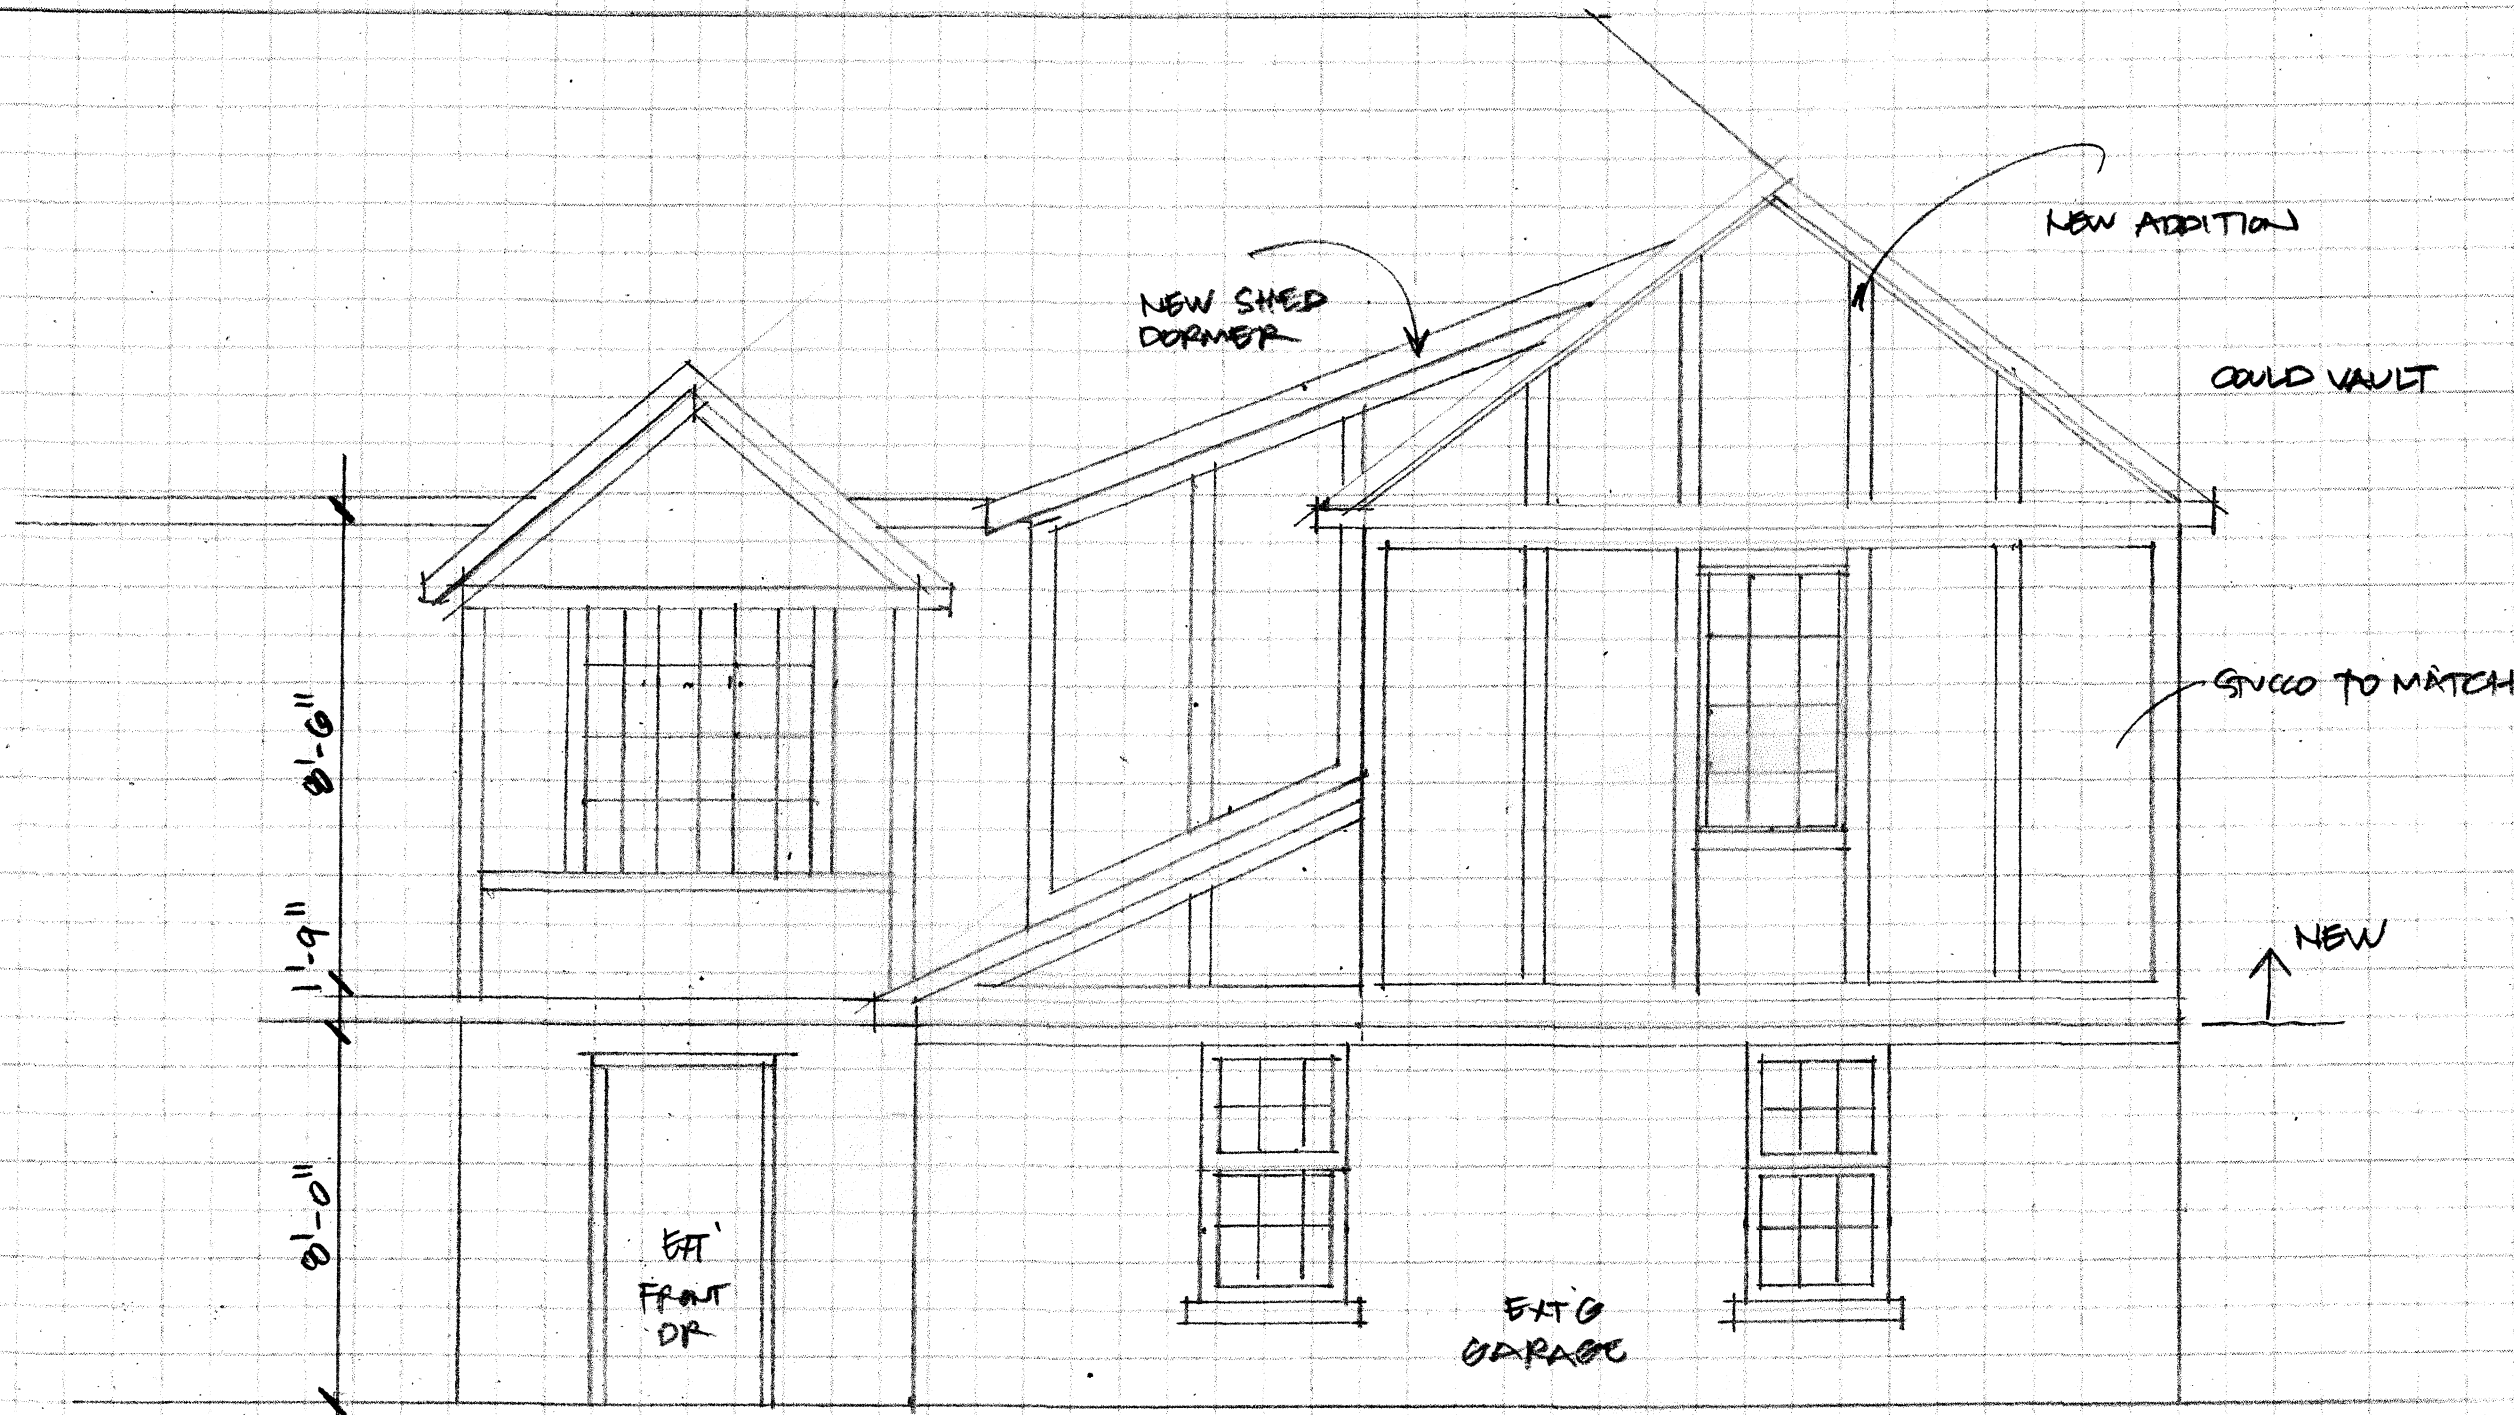 NEW ADDITION
NEW SHED
DORMER
COULD VAULT
STUCCO TO MATCH
8'-6"
1'-9"
NEW
8'-0"
FRONT
DR
EXT'G
GARAGE